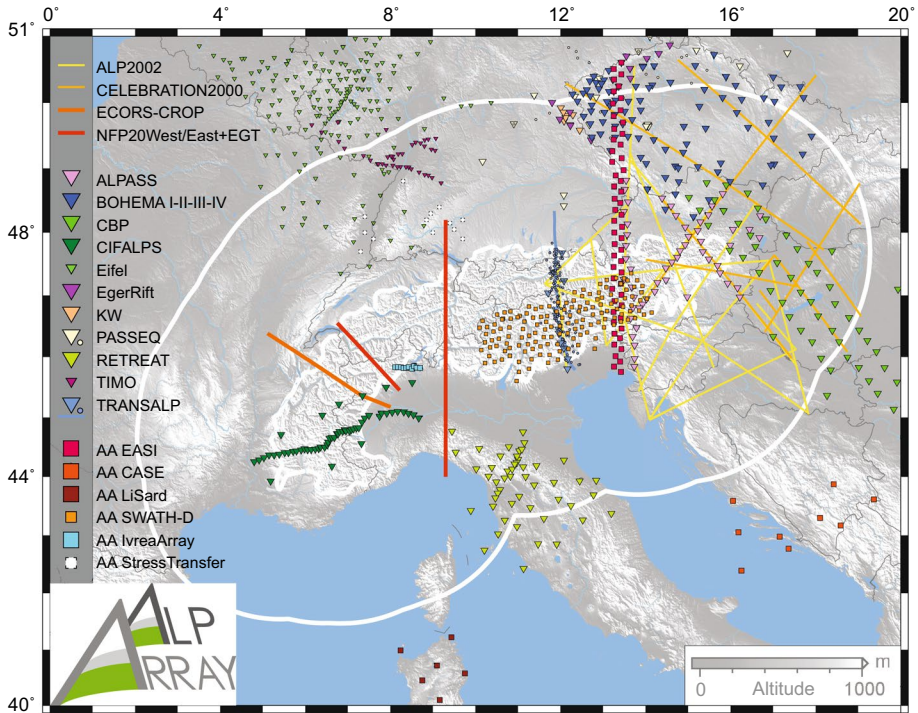 0° 4° 8° 12° 16° 20°
51°
48°
44°
40°
ALP2002
CELEBRATION2000
ECORS-CROP
NFP20West/East+EGT
ALPASS
BOHEMA I-II-III-IV
CBP
CIFALPS
Eifel
EgerRift
KW
PASSEQ
RETREAT
TIMO
TRANSALP
AA EASI
AA CASE
AA LiSard
AA SWATH-D
AA IvreaArray
AA StressTransfer
ALP
ARRAY
m
0 Altitude 1000